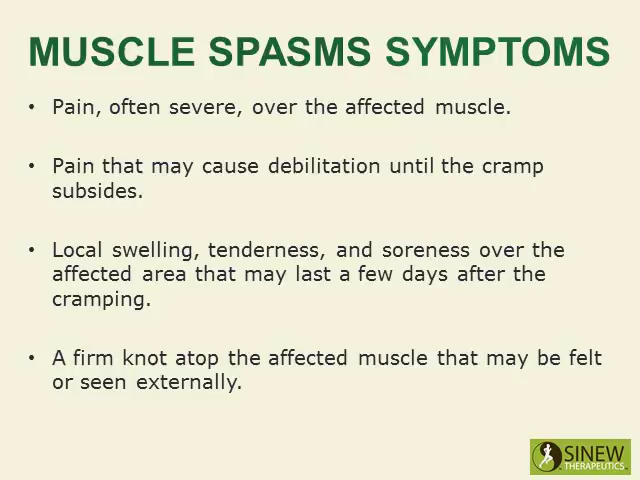 MUSCLE SPASMS SYMPTOMS
• Pain, often severe, over the affected muscle.
• Pain that may cause debilitation until the cramp
subsides.
• Local swelling, tenderness, and soreness over the
affected area that may last a few days after the
cramping.
• A firm knot atop the affected muscle that may be felt
or seen externally.
SINEW
THERAPEUTICS